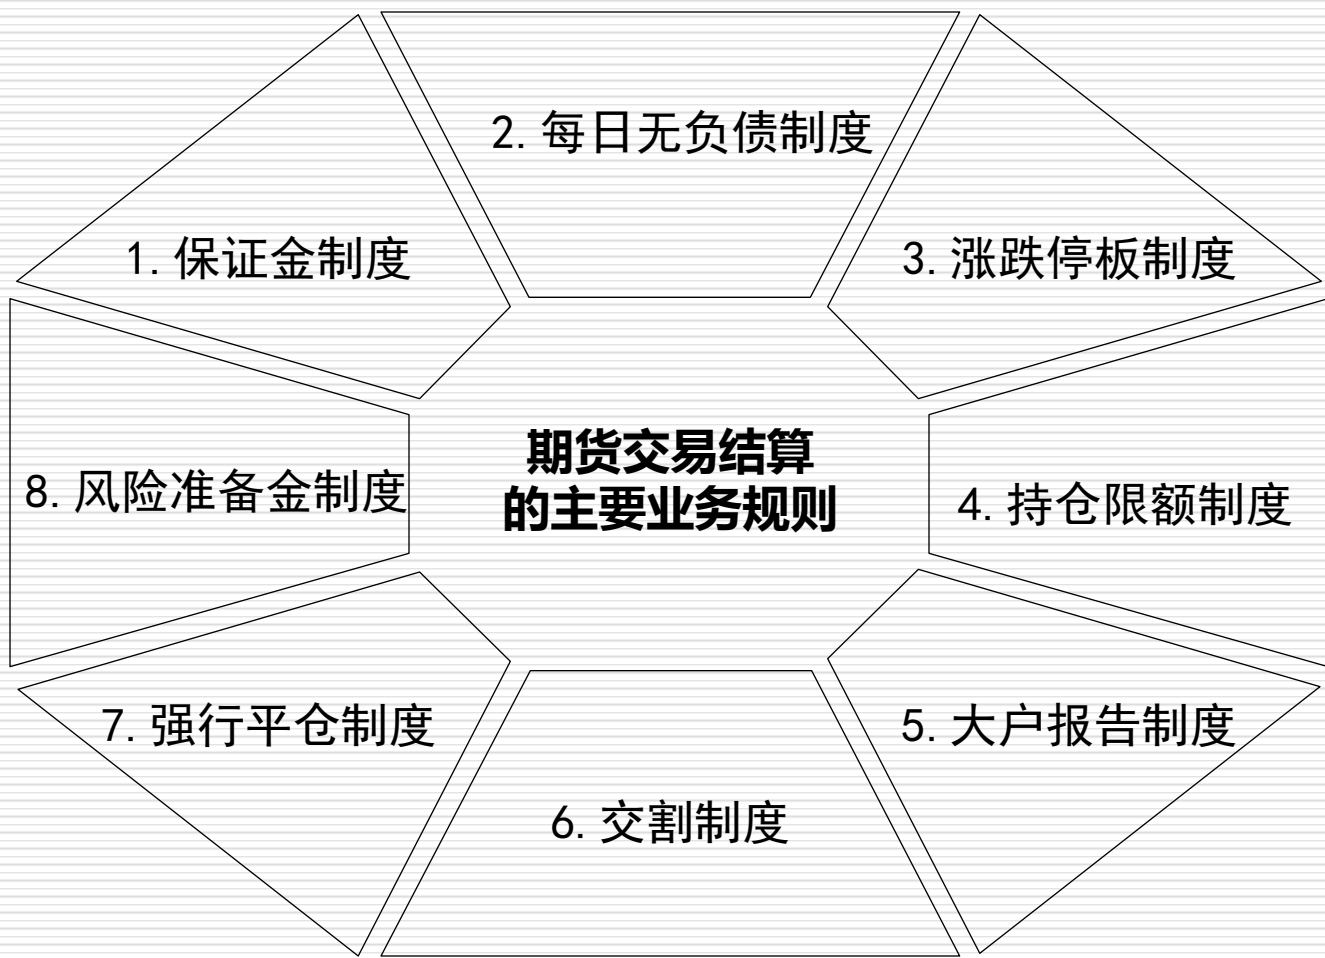 2.每日无负债制度
1.保证金制度
3.涨跌停板制度
期货交易结算
的主要业务规则
8.风险准备金制度
4.持仓限额制度
7.强行平仓制度
5.大户报告制度
6.交割制度